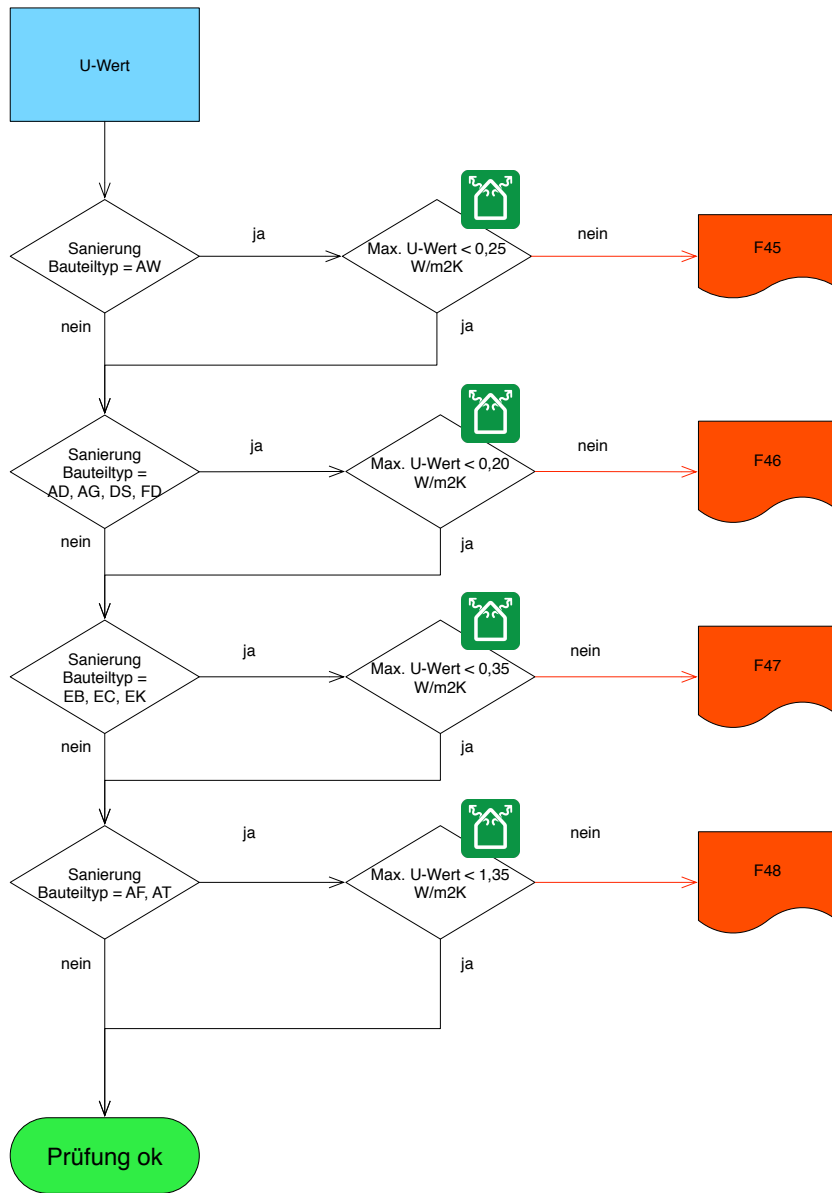 U-Wert
Sanierung
Bauteiltyp = AW
ja
Max. U-Wert < 0,25
W/m2K
nein
F45
nein
ja
Sanierung
Bauteiltyp =
AD, AG, DS, FD
ja
Max. U-Wert < 0,20
W/m2K
nein
F46
nein
ja
Sanierung
Bauteiltyp =
EB, EC, EK
ja
Max. U-Wert < 0,35
W/m2K
nein
F47
nein
ja
Sanierung
Bauteiltyp = AF, AT
ja
Max. U-Wert < 1,35
W/m2K
nein
F48
nein
ja
Prüfung ok